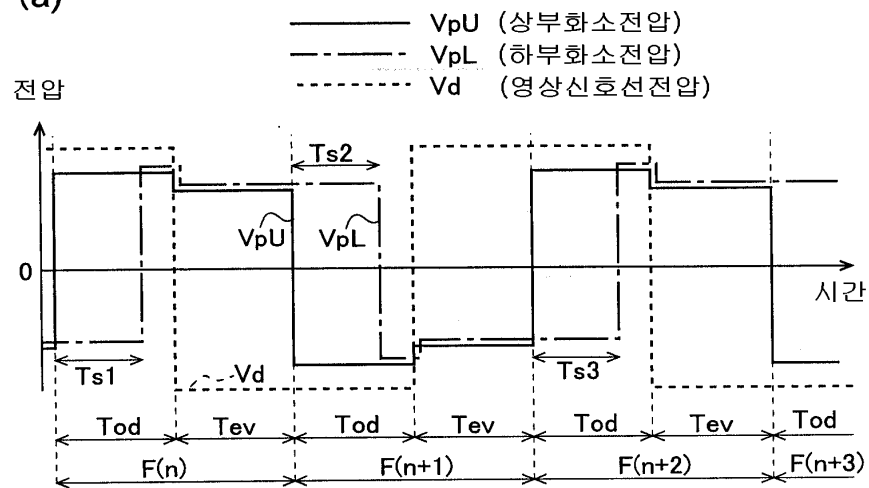 (a)
VpU (상부화소전압)
VpL (하부화소전압)
Vd (영상신호선전압)
전압
Ts2
VpU VpL
0
시간
Ts1 Vd Ts3
Tod Tev Tod Tev Tod Tev Tod
F(n) F(n+1) F(n+2) F(n+3)